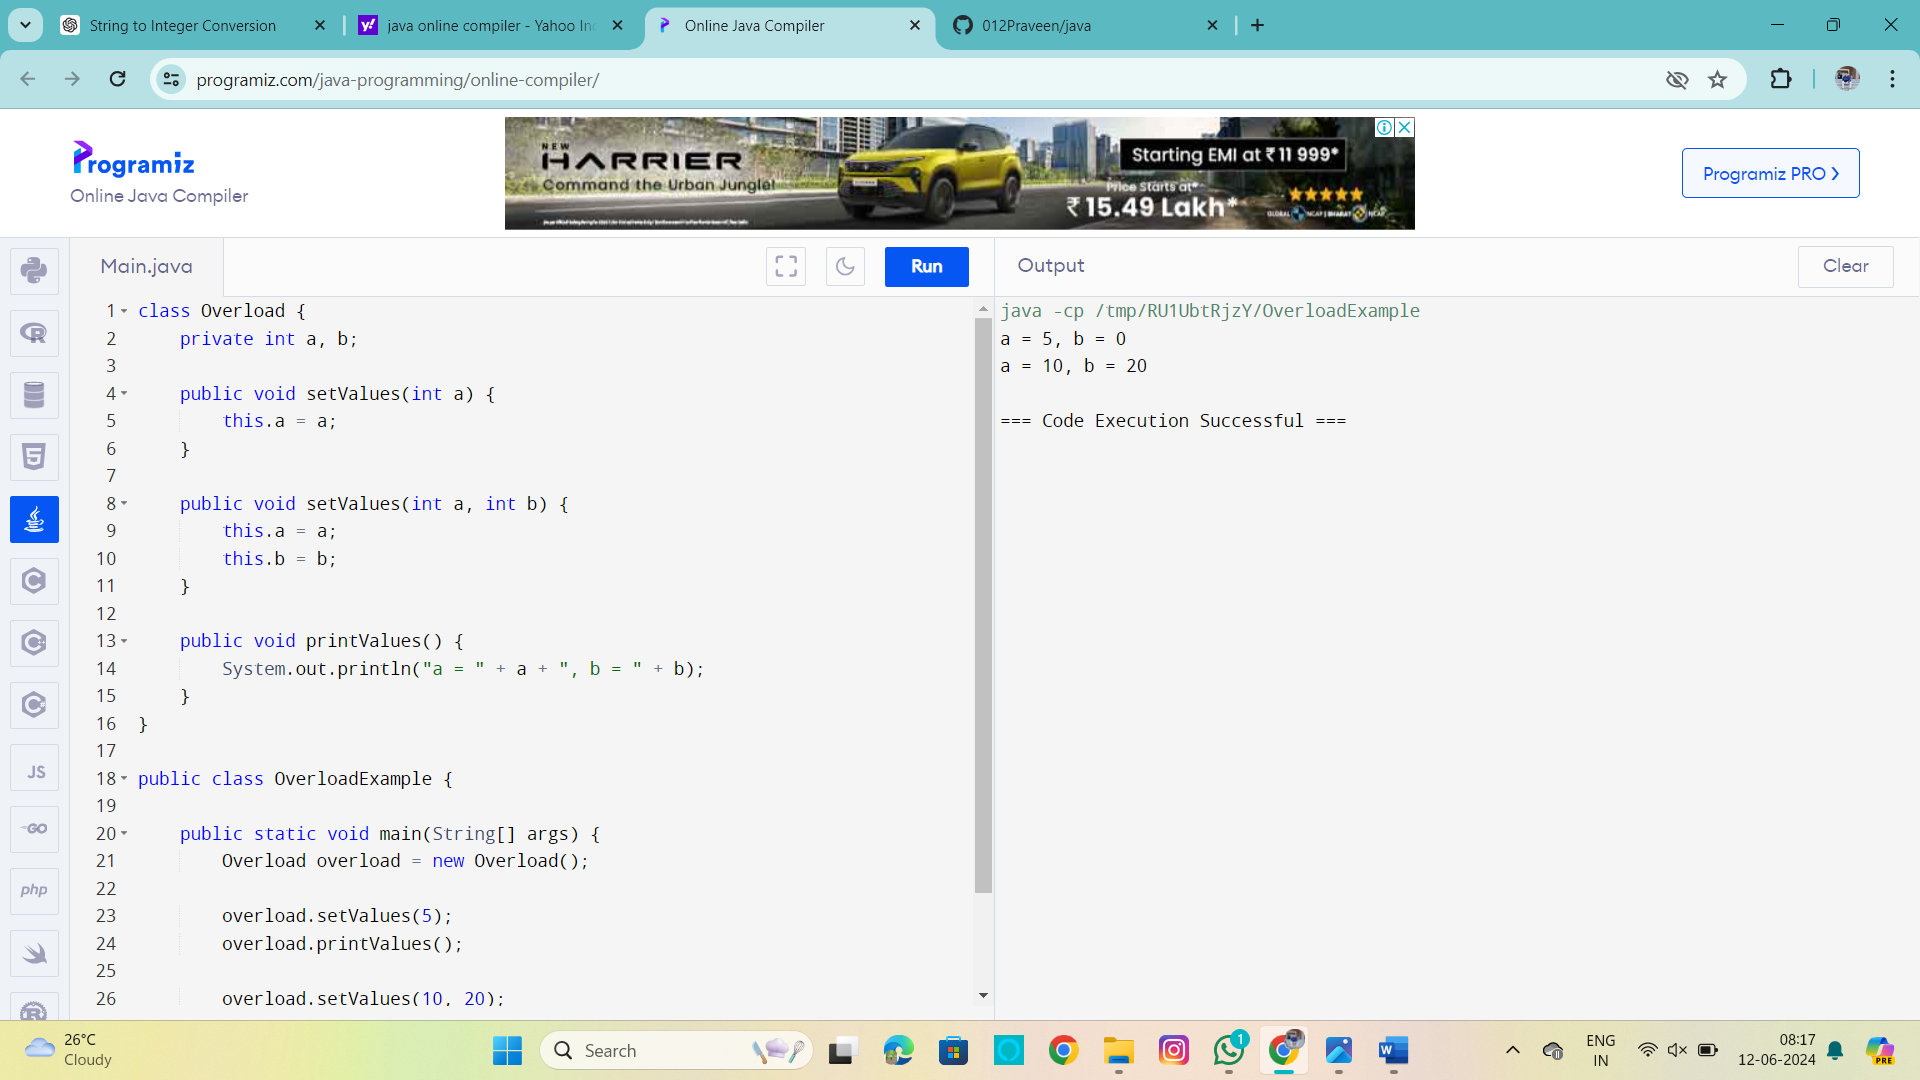 String to Integer Conversion
java online compiler - Yahoo Inc
Online Java Compiler
012Praveen/java
programiz.com/java-programming/online-compiler/
Programiz
Online Java Compiler
NEW
HARRIER
Command the Urban Jungle!
Starting EMI at ₹ 11 999*
Price Starts at*
₹ 15.49 Lakh*
Programiz PRO
Main.java
Run
Output
Clear
1 class Overload {
2 private int a, b;
3
4 public void setValues(int a) {
5 this.a = a;
6 }
7
8 public void setValues(int a, int b) {
9 this.a = a;
10 this.b = b;
11 }
12
13 public void printValues() {
14 System.out.println("a = " + a + ", b = " + b);
15 }
16 }
17
18 public class OverloadExample {
19
20 public static void main(String[] args) {
21 Overload overload = new Overload();
22
23 overload.setValues(5);
24 overload.printValues();
25
26 overload.setValues(10, 20);
java -cp /tmp/RU1UbtRjzY/OverloadExample
a = 5, b = 0
a = 10, b = 20
=== Code Execution Successful ===
R
5
C
C
C
JS
GO
php
26°C
Cloudy
Search
1
W
ENG
IN
08:17
12-06-2024
PRE